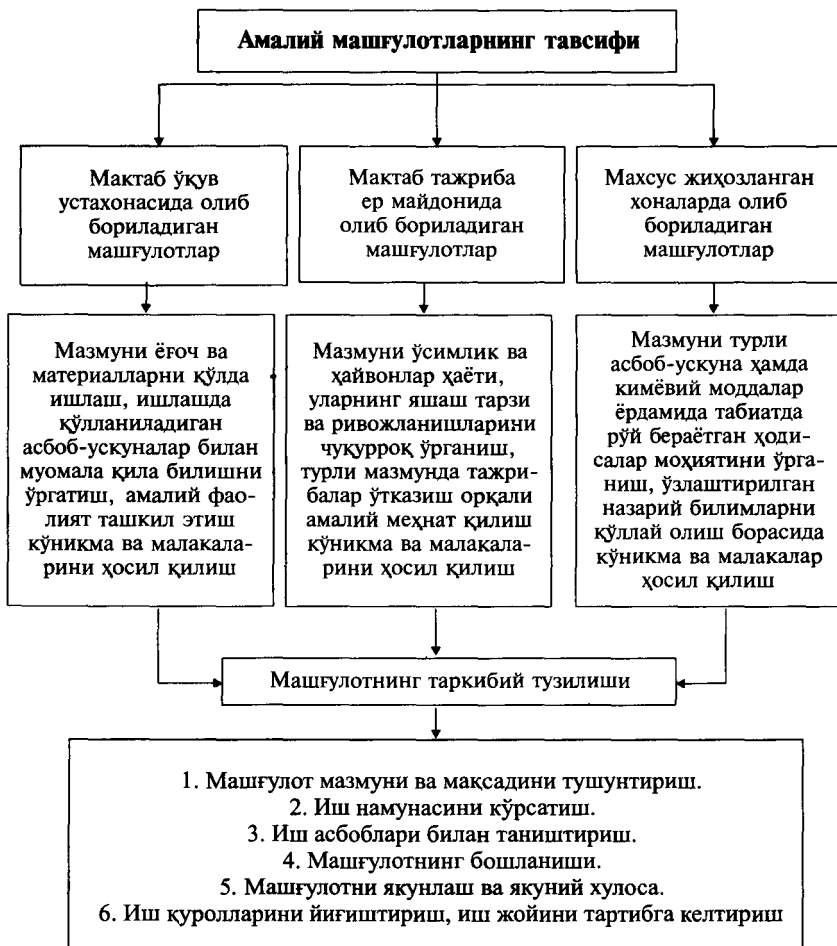 Амалий машғулотларнинг тавсифи
Мактаб ўқув
устахонасида олиб
бориладиган
машғулотлар
Мактаб тажриба
ер майдонида
олиб бориладиган
машғулотлар
Махсус жиҳозланган
хоналарда олиб
бориладиган
машғулотлар
Мазмуни ёғоч ва
материалларни қўлда
ишлаш, ишлашда
қўлланиладиган
асбоб-ускуналар билан
муомала қила билишни
ўргатиш, амалий фао-
лият ташкил этиш
кўникма ва малакала-
рини ҳосил қилиш
Мазмуни ўсимлик ва
ҳайвонлар ҳаёти,
уларнинг яшаш тарзи
ва ривожланишларини
чуқурроқ ўрганиш,
турли мазмунда тажри-
балар ўтказиш орқали
амалий меҳнат қилиш
кўникма ва малакала-
рини ҳосил қилиш
Мазмуни турли
асбоб-ускуна ҳамда
кимёвий моддалар
ёрдамида табиатда
рўй бераётган ҳоди-
салар моҳиятини ўрга-
ниш, ўзлаштирилган
назарий билимларни
қўллай олиш борасида
кўникма ва малакалар
ҳосил қилиш
Машғулотнинг таркибий тузилиши
1. Машғулот мазмуни ва мақсадини тушунтириш.
2. Иш намунасини кўрсатиш.
3. Иш асбоблари билан таништириш.
4. Машғулотнинг бошланиши.
5. Машғулотни якунлаш ва якуний хулоса.
6. Иш қуролларини йиғиштириш, иш жойини тартибга келтириш